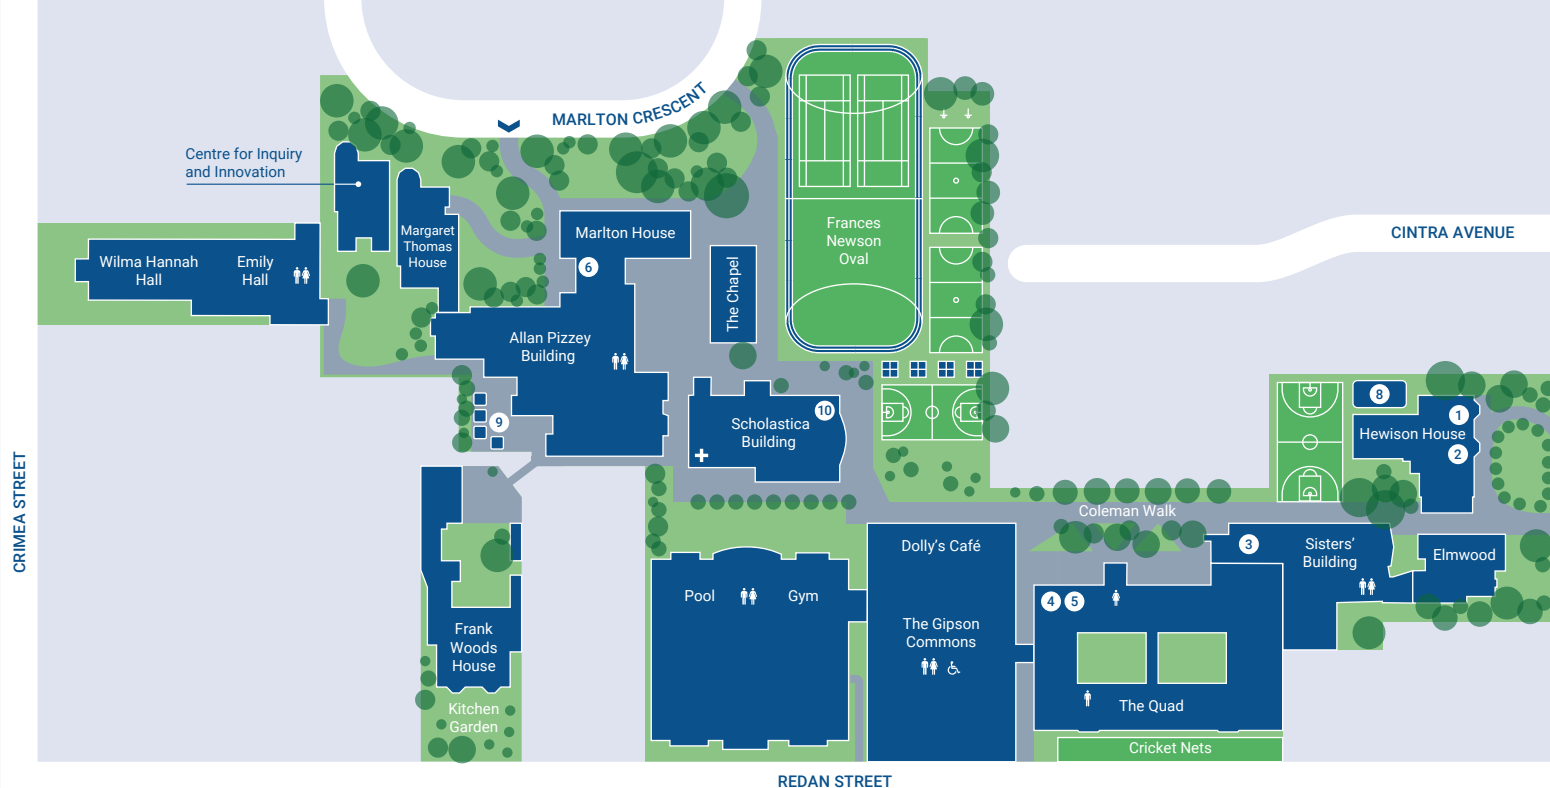 MARLTON CRESCENT
Centre for Inquiry
and Innovation
Frances
Newson
Oval
CINTRA AVENUE
Margaret
Thomas
House
Marlton House
6
Wilma Hannah
Hall
Emily
Hall
The Chapel
Allan Pizzey
Building
9
Scholastica
Building
10
8
1
Hewison House
2
CRIMEA STREET
Coleman Walk
Dolly's Café
3
Sisters'
Building
Elmwood
Pool
Gym
4
5
The Gipson
Commons
Frank
Woods
House
Kitchen
Garden
The Quad
Cricket Nets
REDAN STREET